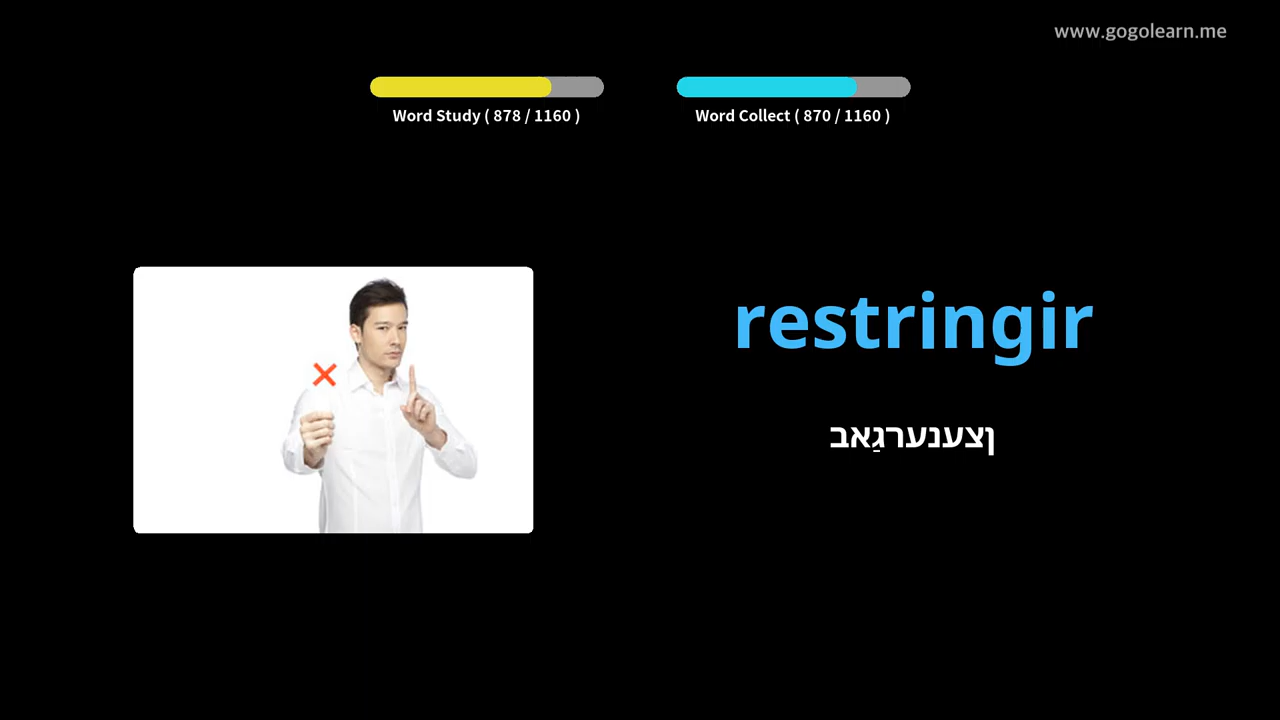 www.gogolearn.me
Word Study ( 878 / 1160 )
Word Collect ( 870 / 1160 )
restringir
באַגרענעצן